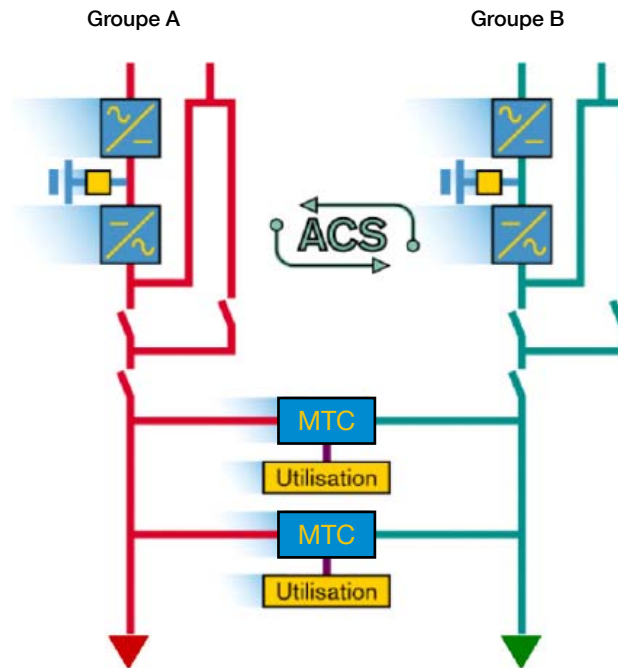 Groupe A
Groupe B
ACS
MTC
Utilisation
MTC
Utilisation